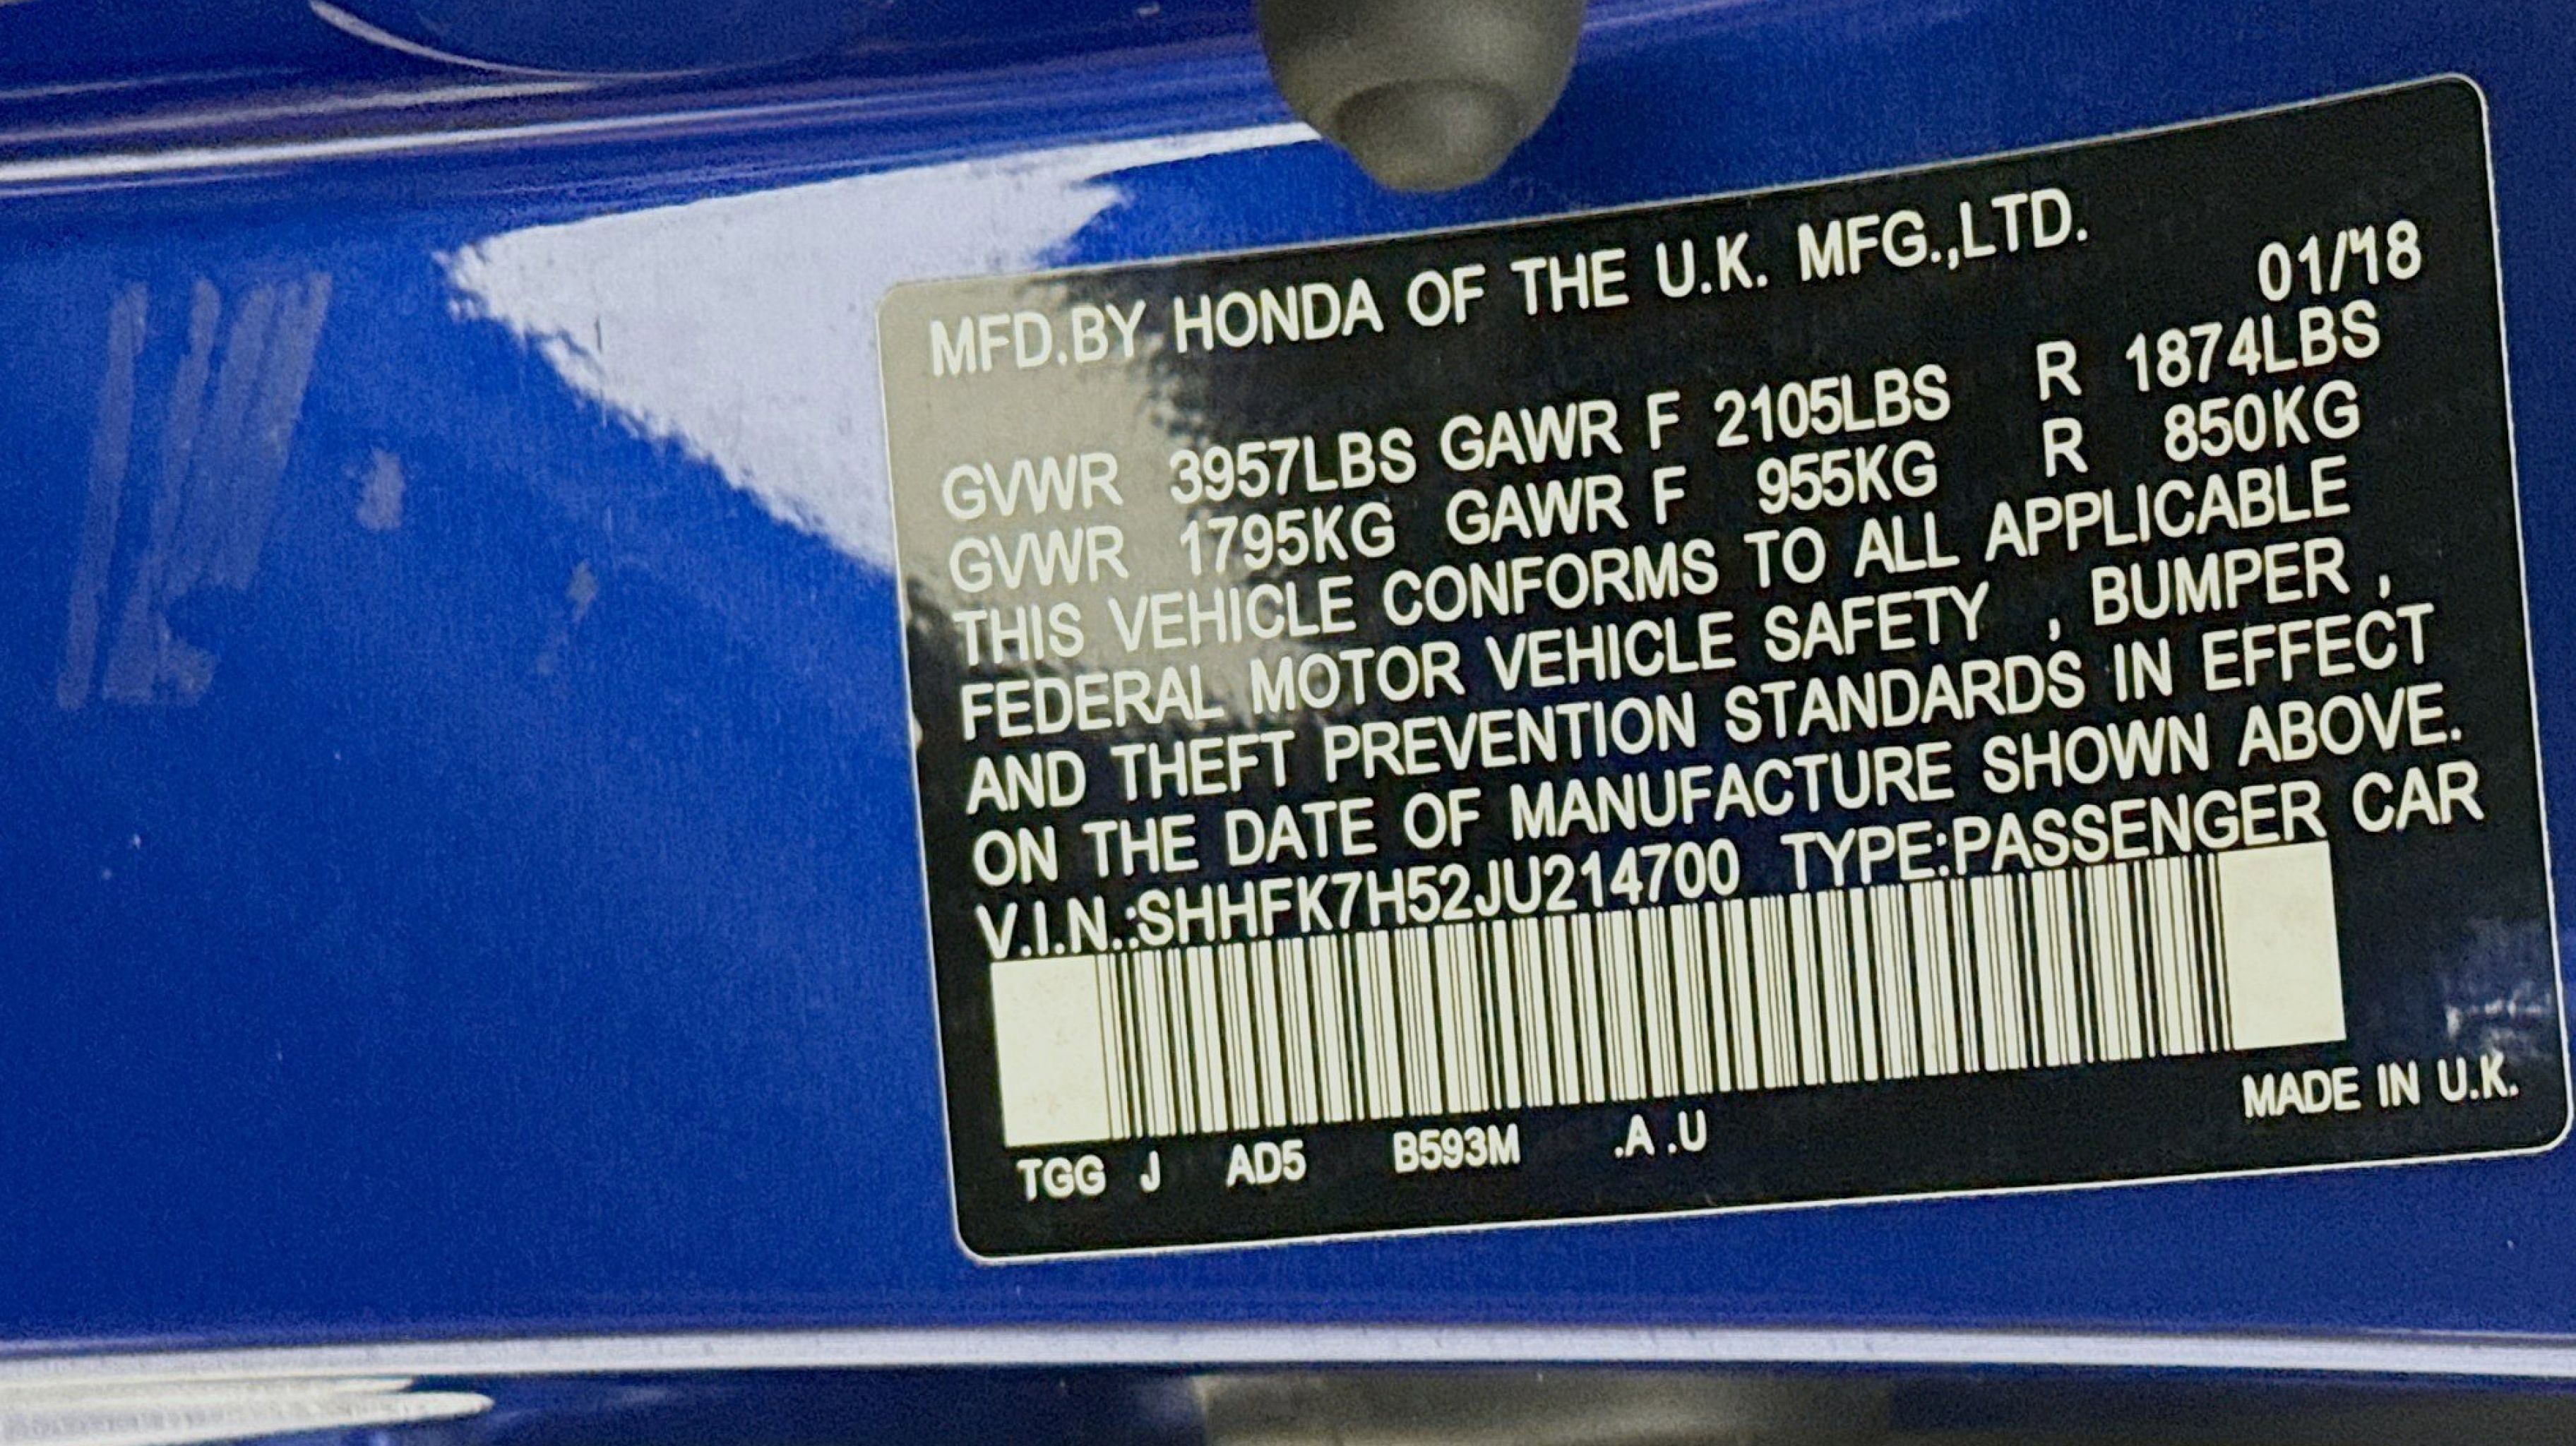 MFD.BY HONDA OF THE U.K. MFG.,LTD.
01/18
GVWR 3957LBS GAWR F 2105LBS R 1874LBS
GVWR 1795KG GAWR F 955KG R 850KG
THIS VEHICLE CONFORMS TO ALL APPLICABLE
FEDERAL MOTOR VEHICLE SAFETY , BUMPER ,
AND THEFT PREVENTION STANDARDS IN EFFECT
ON THE DATE OF MANUFACTURE SHOWN ABOVE.
V.I.N.:SHHFK7H52JU214700 TYPE:PASSENGER CAR
TGG J AD5 B593M .A .U
MADE IN U.K.